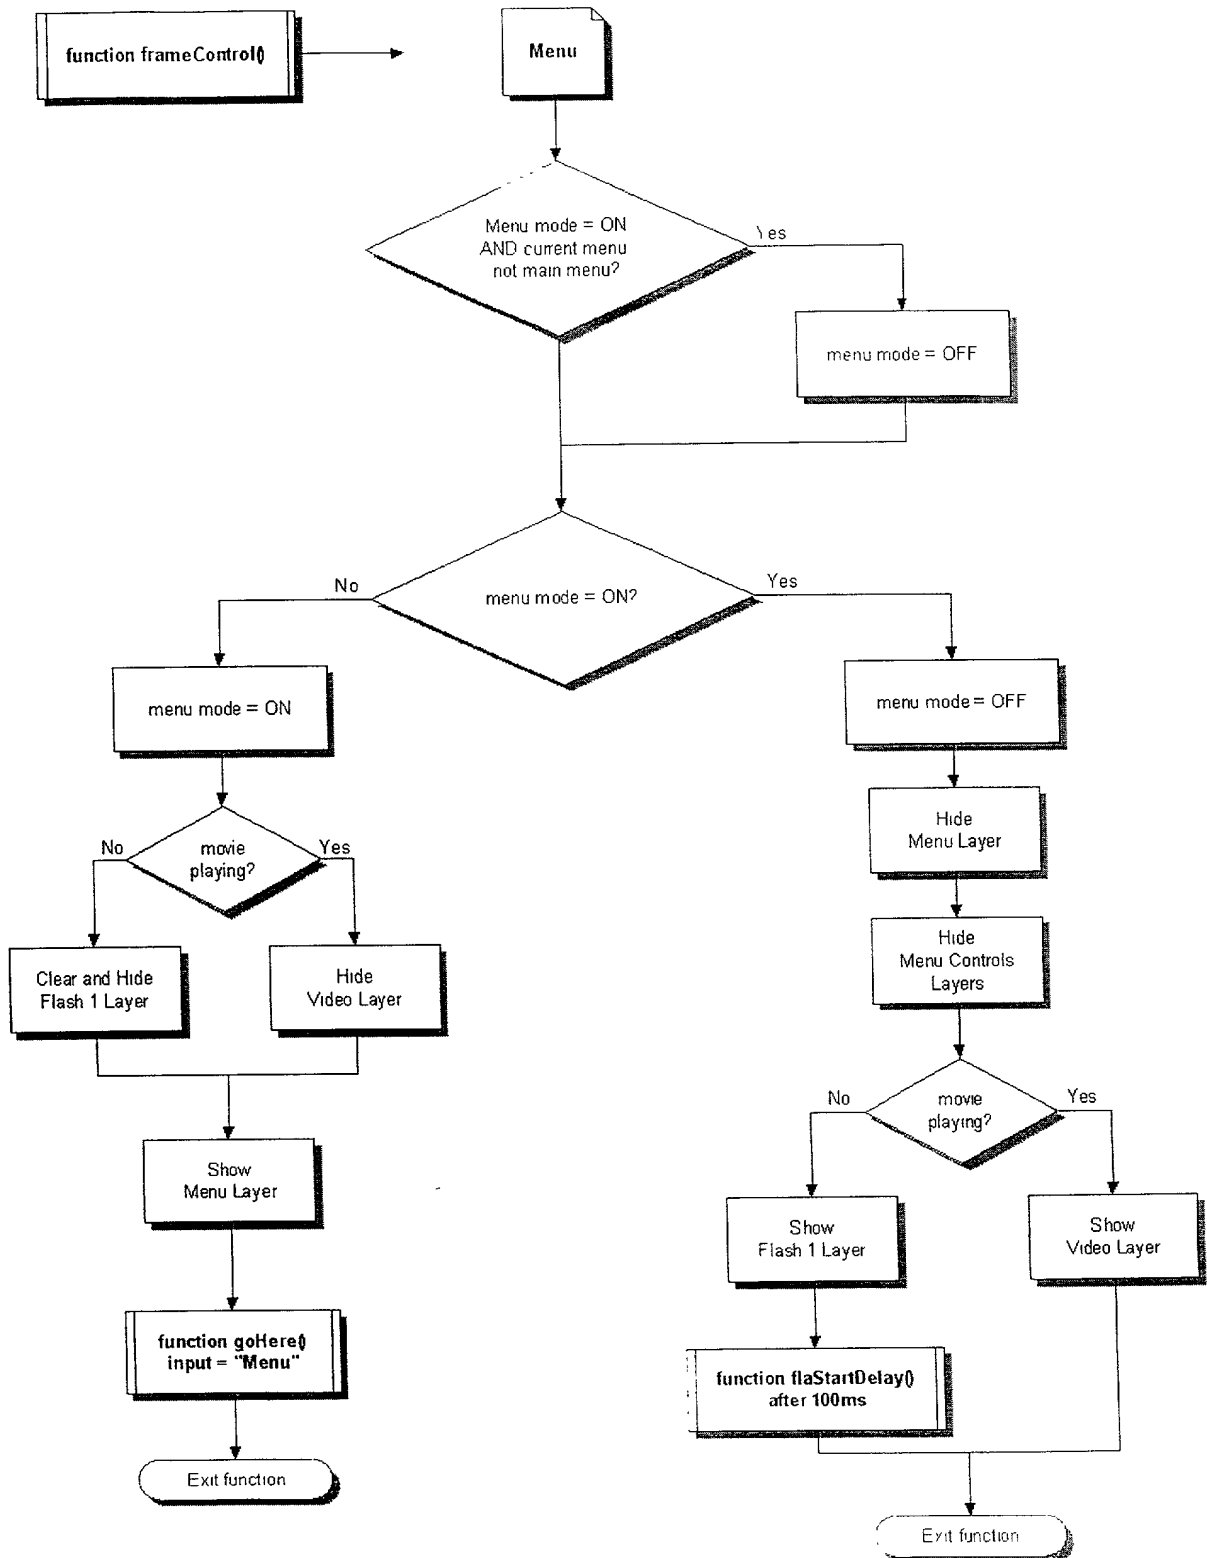 function frameControl()
Menu
Menu mode = ON
AND current menu
not main menu?
Yes
menu mode = OFF
No
menu mode = ON?
Yes
menu mode = ON
menu mode = OFF
Hide
Menu Layer
No
movie
playing?
Yes
Hide
Menu Controls
Layers
Clear and Hide
Flash 1 Layer
Hide
Video Layer
No
movie
playing?
Yes
Show
Menu Layer
Show
Flash 1 Layer
Show
Video Layer
function goHere()
input = "Menu"
function flaStartDelay()
after 100ms
Exit function
Exit function